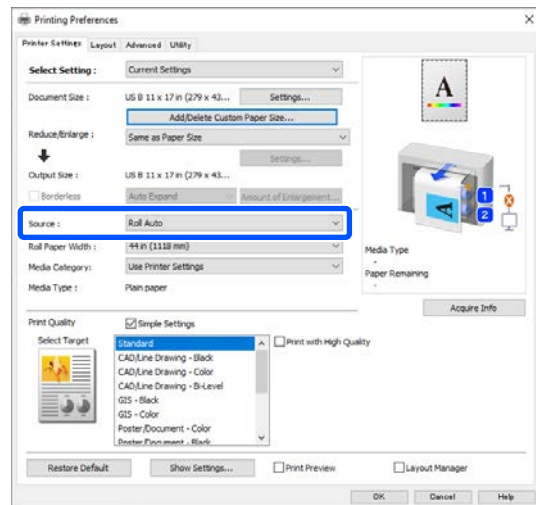 Printing Preferences
Printer Settings Layout Advanced Utility
Select Setting : Current Settings
Document Size : US B 11 x 17 in (279 x 43... Settings...
Add/Delete Custom Paper Size...
Reduce/Enlarge : Same as Paper Size
Settings...
Output Size : US B 11 x 17 in (279 x 43...
Borderless Auto Expand Amount of Enlargement...
Source : Roll Auto
Roll Paper Width : 44 in (1118 mm)
Media Category: Use Printer Settings
Media Type : Plain paper
A
A
1
2
Media Type
-
Paper Remaining
-
Acquire Info
Print Quality Simple Settings
Select Target
Standard
CAD/Line Drawing - Black
CAD/Line Drawing - Color
CAD/Line Drawing - Bi-Level
GIS - Black
GIS - Color
Poster/Document - Color
Poster/Document - Black
Print with High Quality
Restore Default Show Settings... Print Preview Layout Manager
OK Cancel Help